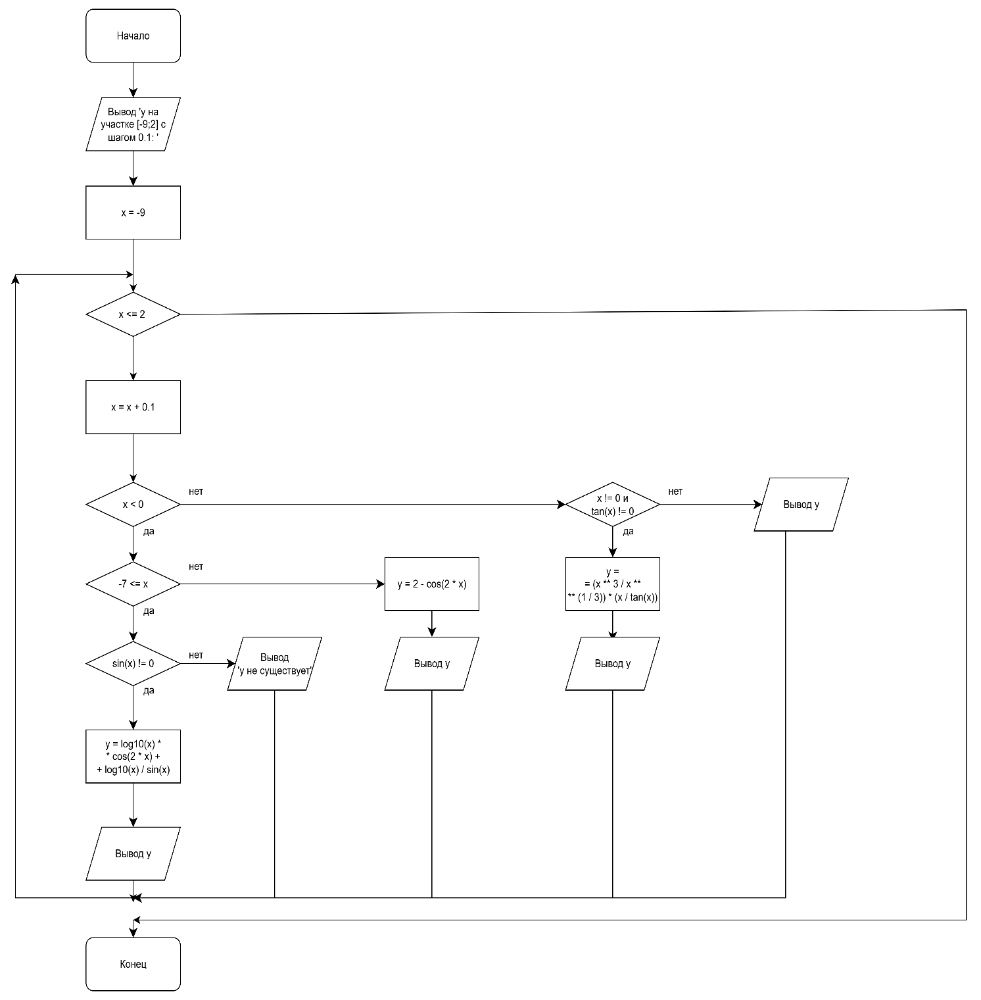 Начало
Вывод 'y на
участке [-9;2] с
шагом 0.1: '
x = -9
x <= 2
x = x + 0.1
x < 0
нет
да
x != 0 и
tan(x) != 0
нет
да
Вывод y
-7 <= x
нет
да
y = 2 - cos(2 * x)
y =
= (x ** 3 / x **
** (1 / 3)) * (x / tan(x))
sin(x) != 0
нет
да
Вывод
'y не существует'
Вывод y
Вывод y
y = log10(x) *
* cos(2 * x) +
+ log10(x) / sin(x)
Вывод y
Конец